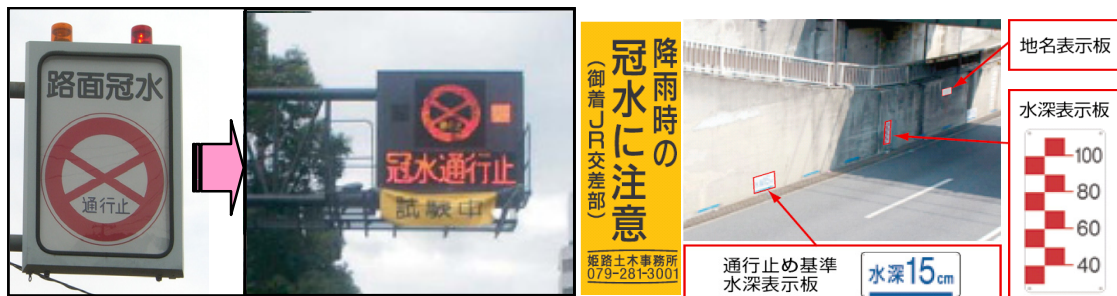 路面冠水
通行止
冠水通行止
試験中
降雨時の
冠水に注意
(御着JR交差部)
姫路土木事務所
079-281-3001
地名表示板
水深表示板
100
80
60
40
通行止め基準
水深表示板
水深15cm